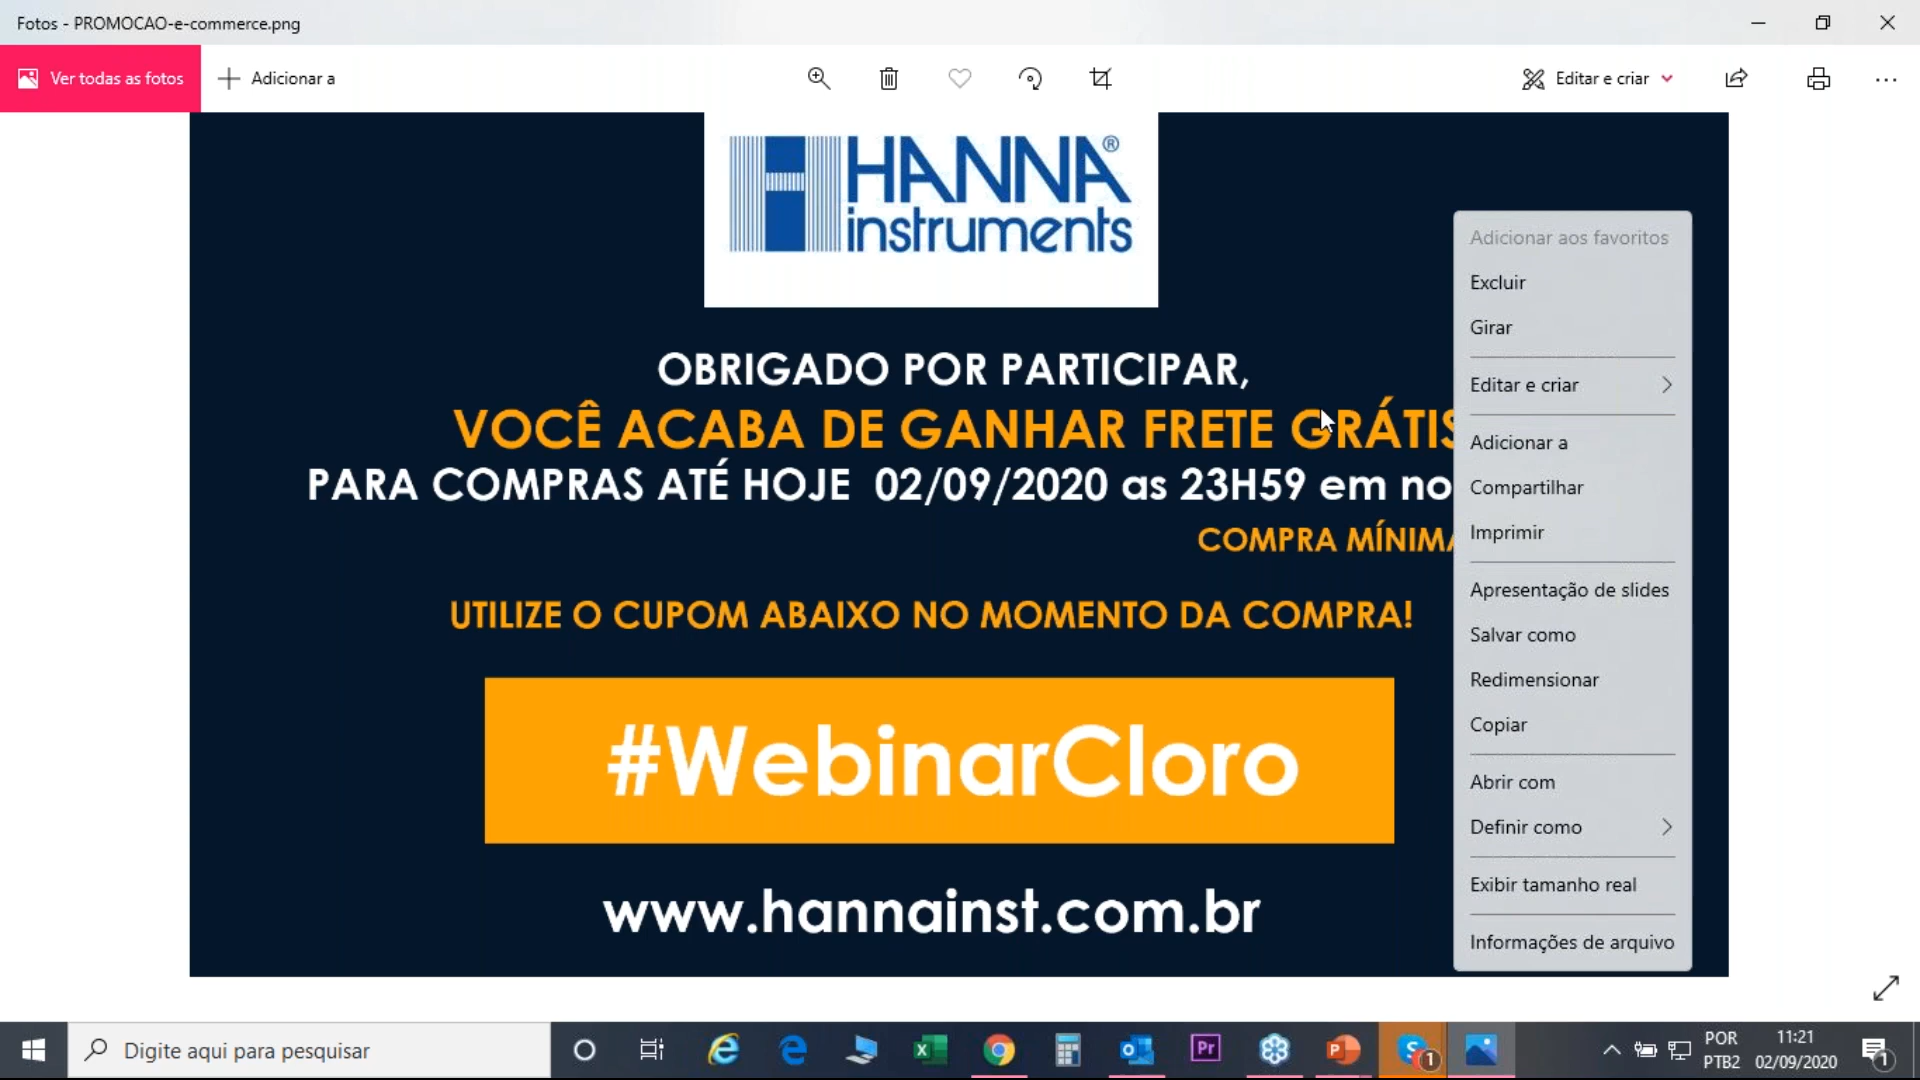 Fotos - PROMOCAO-e-commerce.png
Ver todas as fotos
Adicionar a
Editar e criar
HANNA®
instruments
OBRIGADO POR PARTICIPAR,
VOCÊ ACABA DE GANHAR FRETE GRÁTIS
PARA COMPRAS ATÉ HOJE 02/09/2020 as 23H59 em no
COMPRA MÍNIMA
UTILIZE O CUPOM ABAIXO NO MOMENTO DA COMPRA!
#WebinarCloro
www.hannainst.com.br
Adicionar aos favoritos
Excluir
Girar
Editar e criar
Adicionar a
Compartilhar
Imprimir
Apresentação de slides
Salvar como
Redimensionar
Copiar
Abrir com
Definir como
Exibir tamanho real
Informações de arquivo
Digite aqui para pesquisar
Pr
1
POR
PTB2
11:21
02/09/2020
1